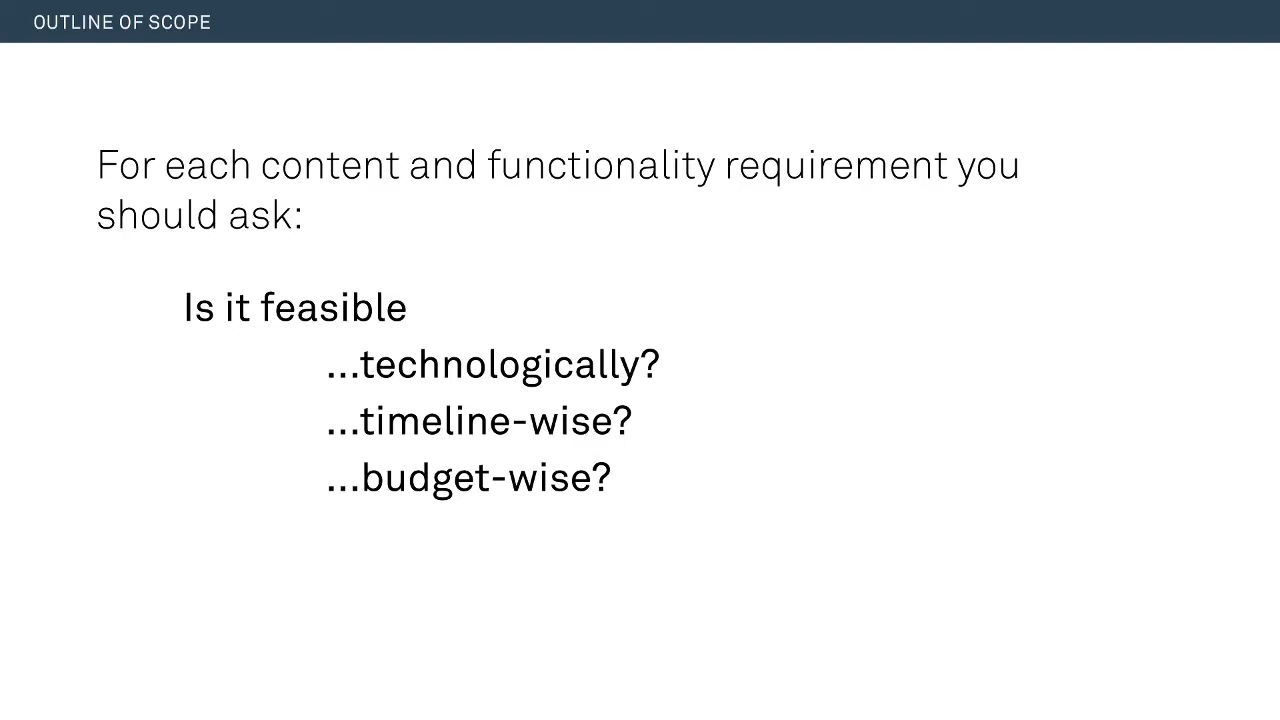 OUTLINE OF SCOPE
For each content and functionality requirement you
should ask:
Is it feasible
...technologically?
...timeline-wise?
...budget-wise?